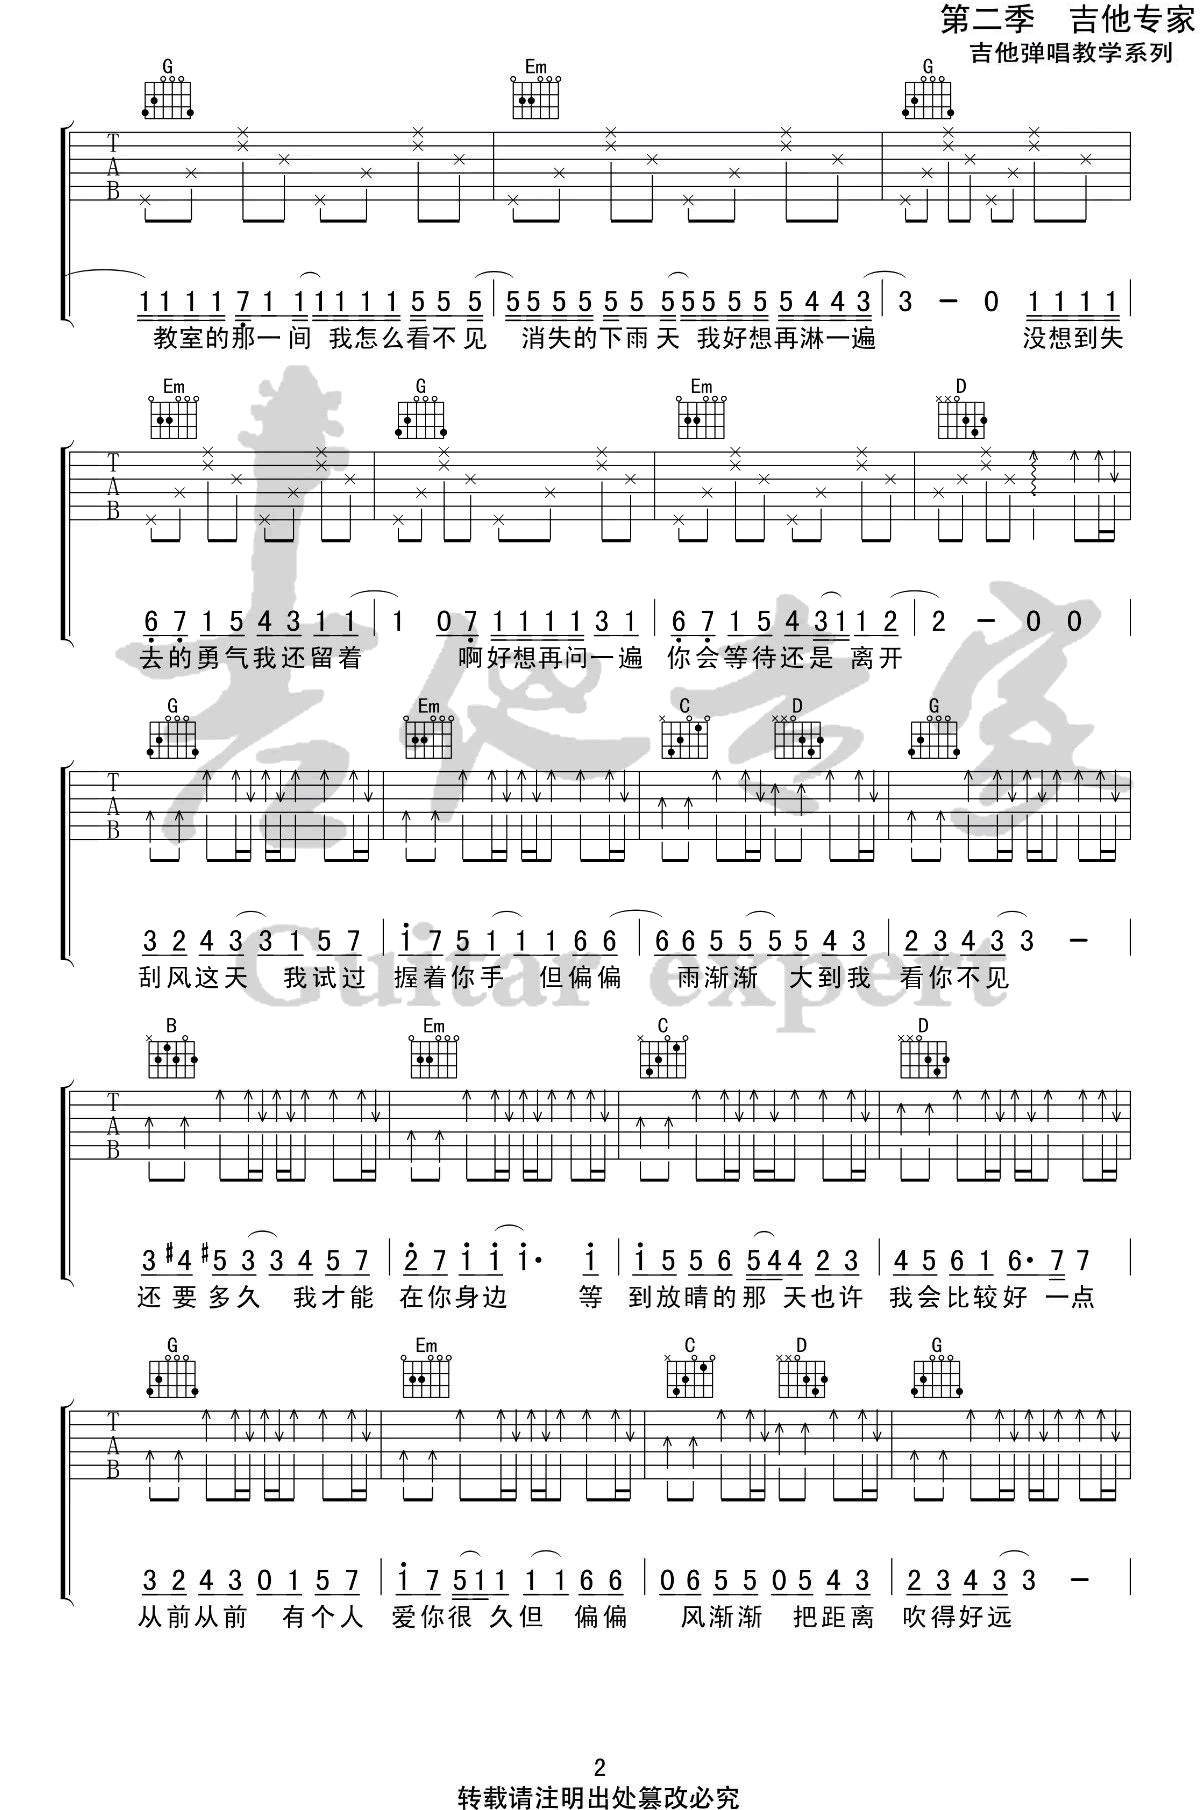 第二季　吉他专家
吉他弹唱教学系列
G Em G
T A B
1 1 1 1 7 1 1 1 1 1 1 5 5 5 | 5 5 5 5 5 5 5 5 5 5 5 5 4 4 3 | 3 － 0 1 1 1 1
教室的那一间 我怎么看不见 消失的下雨天 我好想再淋一遍 没想到失
Em G Em D
T A B
6 7 1 5 4 3 1 1 | 1 0 7 1 1 1 1 3 1 | 6 7 1 5 4 3 1 1 2 | 2 － 0 0
去的勇气我还留着 啊好想再问一遍 你会等待还是 离开
G Em C D G
T A B
3 2 4 3 3 1 5 7 | 1 7 5 1 1 1 6 6 | 6 6 5 5 5 5 4 3 | 2 3 4 3 3 －
刮风这天 我试过 握着你手 但偏偏 雨渐渐 大到我 看你不见
B Em C D
T A B
3 #4 #5 3 3 4 5 7 | 2 7 1 1 1· 1 | 1 5 5 6 5 4 4 2 3 | 4 5 6 1 6· 7 7
还要多久 我才能 在你身边 等 到放晴的那 天也许 我会比较好 一点
G Em C D G
T A B
3 2 4 3 0 1 5 7 | 1 7 5 1 1 1 1 6 6 | 0 6 5 5 0 5 4 3 | 2 3 4 3 3 －
从前从前 有个人 爱你很 久但 偏偏 风渐渐 把距离 吹得好远
吉他专家
Guitar expert
2
转载请注明出处篡改必究